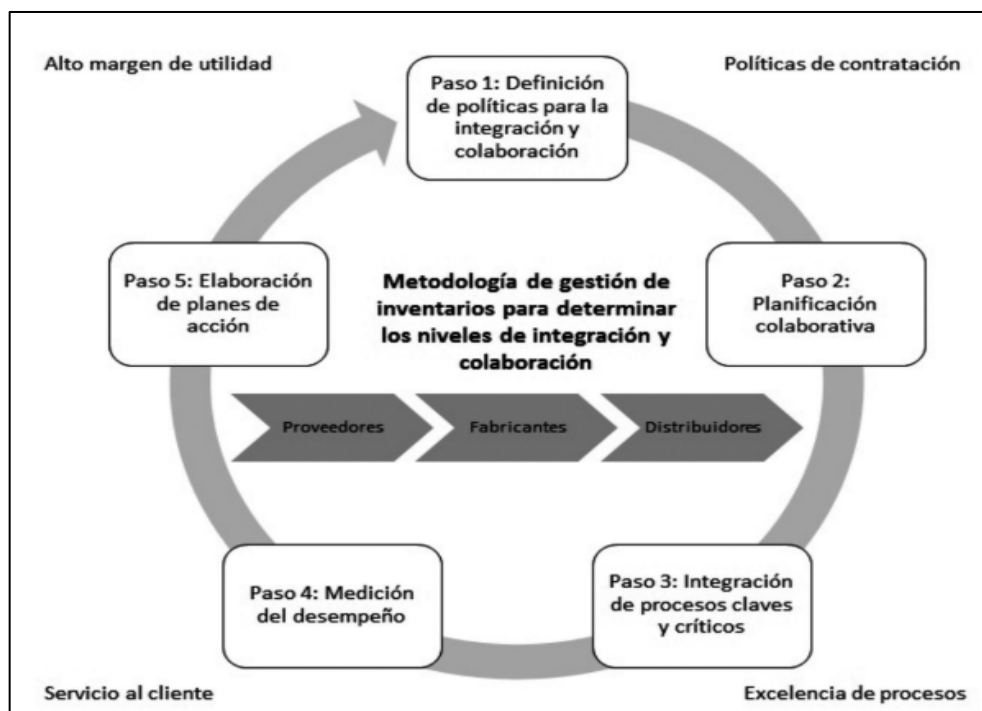 Alto margen de utilidad
Políticas de contratación
Paso 1: Definición
de políticas para la
integración y
colaboración
Paso 5: Elaboración
de planes de
acción
Metodología de gestión de
inventarios para determinar
los niveles de integración y
colaboración
Paso 2:
Planificación
colaborativa
Proveedores
Fabricantes
Distribuidores
Paso 4: Medición
del desempeño
Paso 3: Integración
de procesos claves
y críticos
Servicio al cliente
Excelencia de procesos